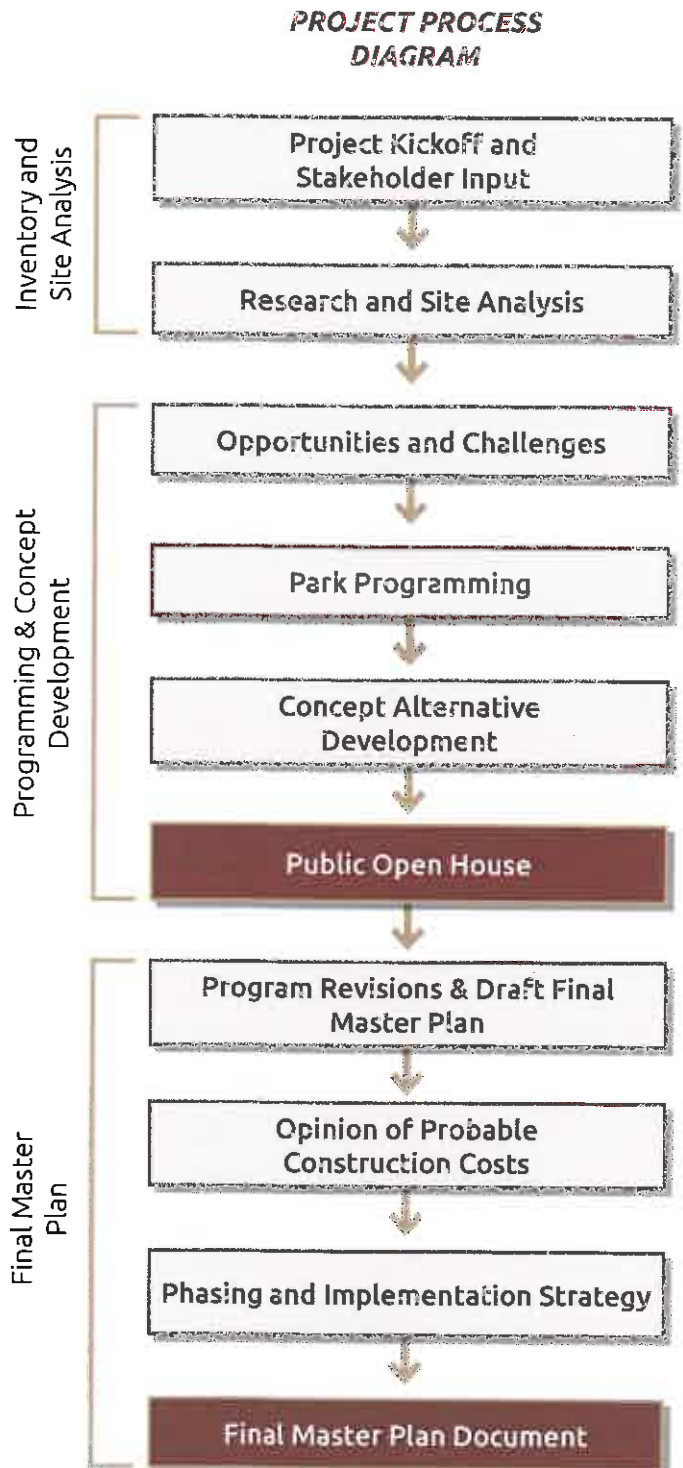 PROJECT PROCESS
DIAGRAM
Inventory and
Site Analysis
Project Kickoff and
Stakeholder Input
Research and Site Analysis
Programming & Concept
Development
Opportunities and Challenges
Park Programming
Concept Alternative
Development
Public Open House
Final Master
Plan
Program Revisions & Draft Final
Master Plan
Opinion of Probable
Construction Costs
Phasing and Implementation Strategy
Final Master Plan Document